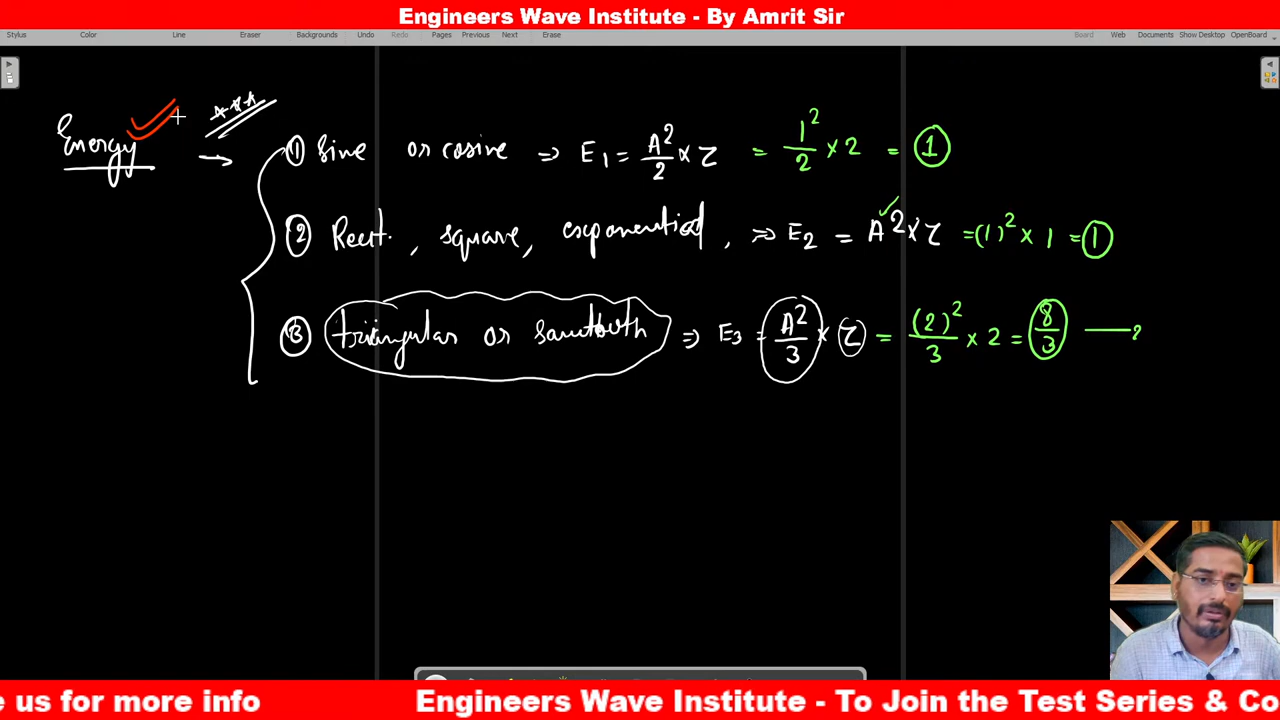 Engineers Wave Institute - By Amrit Sir
Stylus Color Line Eraser Backgrounds Undo Redo Pages Previous Next Erase Board Web Documents Show Desktop OpenBoard
Energy → ① Sine or cosine ⇒ E₁ = A²/2 × τ = 1²/2 × 2 = ①
② Rect., square, exponential, ⇒ E₂ = A² × τ = (1)² × 1 = ①
③ triangular or sawtooth ⇒ E₃ = A²/3 × τ = (2)²/3 × 2 = 8/3
e us for more info Engineers Wave Institute - To Join the Test Series & Co